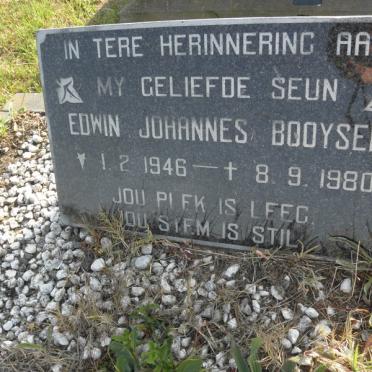 IN TERE HERINNERING AA
MY GELIEFDE SEUN
EDWIN JOHANNES BOOYSE
1.2.1946 — † 8.9.1980
JOU PLEK IS LEEG,
JOU STEM IS STIL